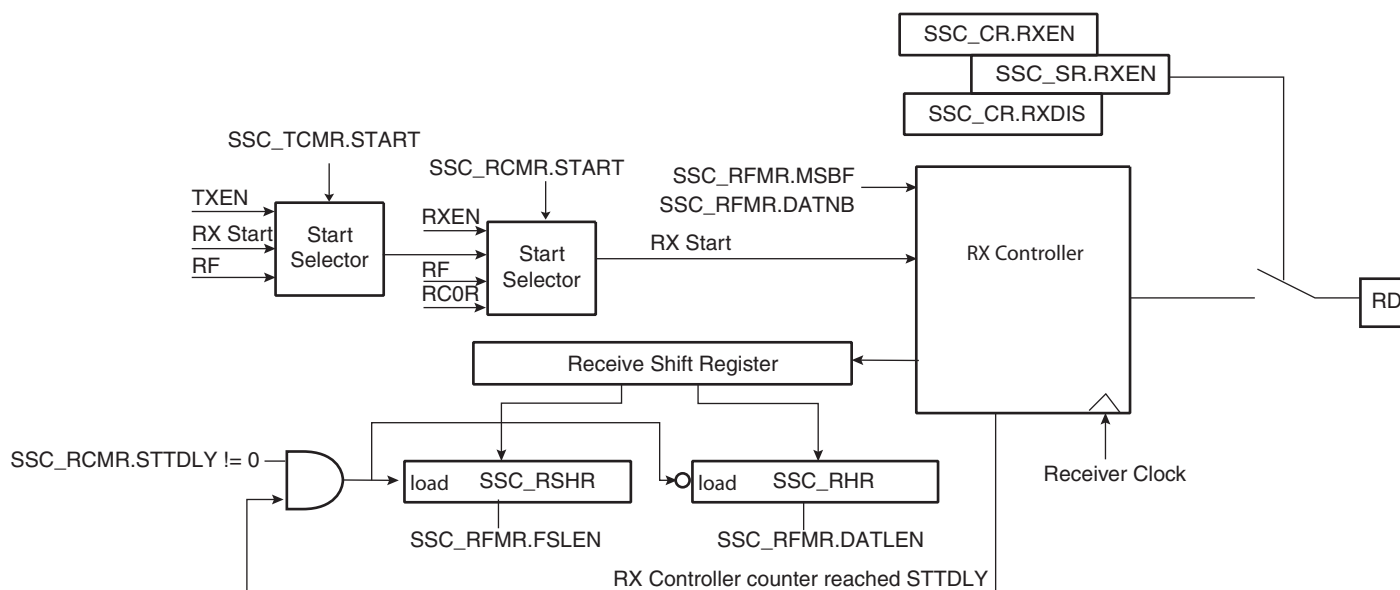 SSC_CR.RXEN
SSC_SR.RXEN
SSC_CR.RXDIS
SSC_TCMR.START
SSC_RCMR.START
SSC_RFMR.MSBF
SSC_RFMR.DATNB
TXEN
RX Start
RF
Start
Selector
RXEN
RF
RC0R
Start
Selector
RX Start
RX Controller
RD
Receive Shift Register
SSC_RCMR.STTDLY != 0
load SSC_RSHR
load SSC_RHR
Receiver Clock
SSC_RFMR.FSLEN
SSC_RFMR.DATLEN
RX Controller counter reached STTDLY